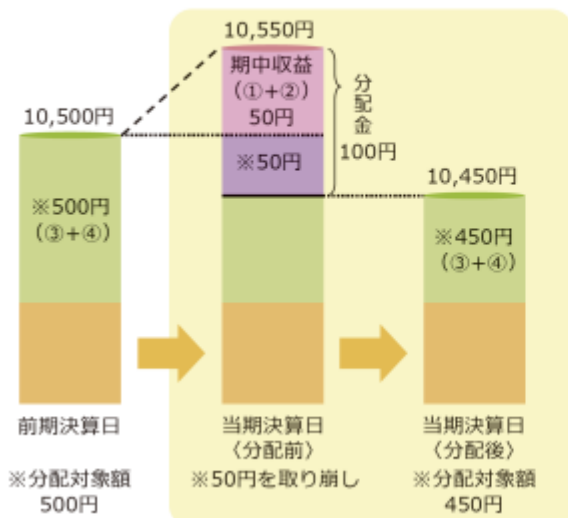 10,550円
期中収益
（①+②）
50円
分配金
100円
※50円
10,500円
※500円
（③+④）
10,450円
※450円
（③+④）
前期決算日
※分配対象額
500円
当期決算日
〈分配前〉
※50円を取り崩し
当期決算日
〈分配後〉
※分配対象額
450円